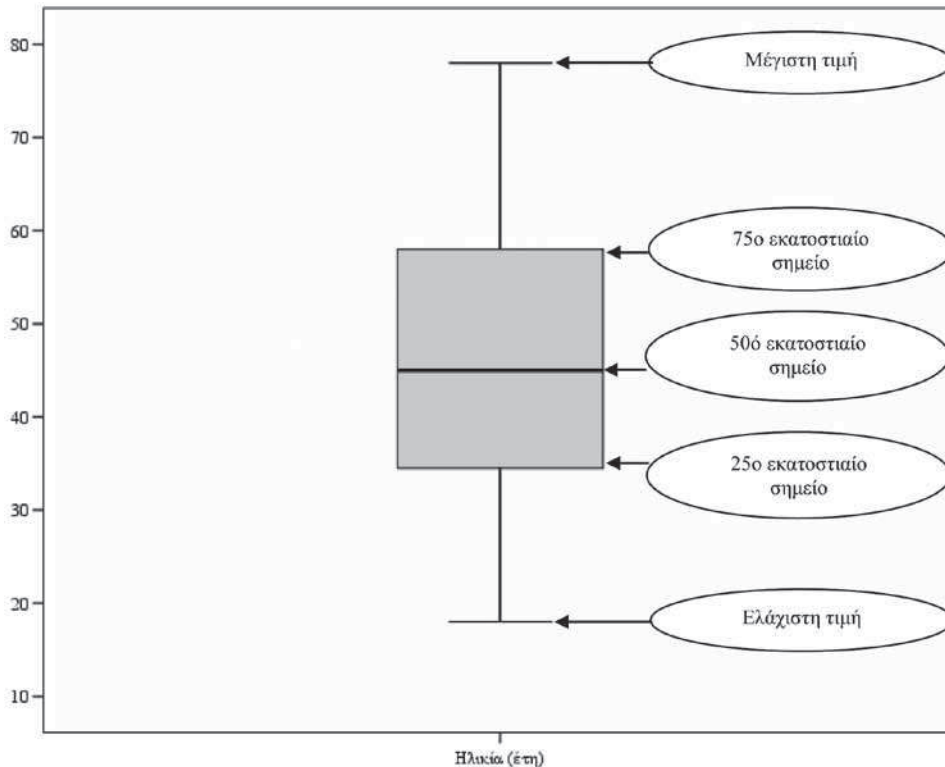 80
Μέγιστη τιμή
70
60
75ο εκατοστιαίο
σημείο
50
50ό εκατοστιαίο
σημείο
40
25ο εκατοστιαίο
σημείο
30
20
Ελάχιστη τιμή
10
Ηλικία (έτη)